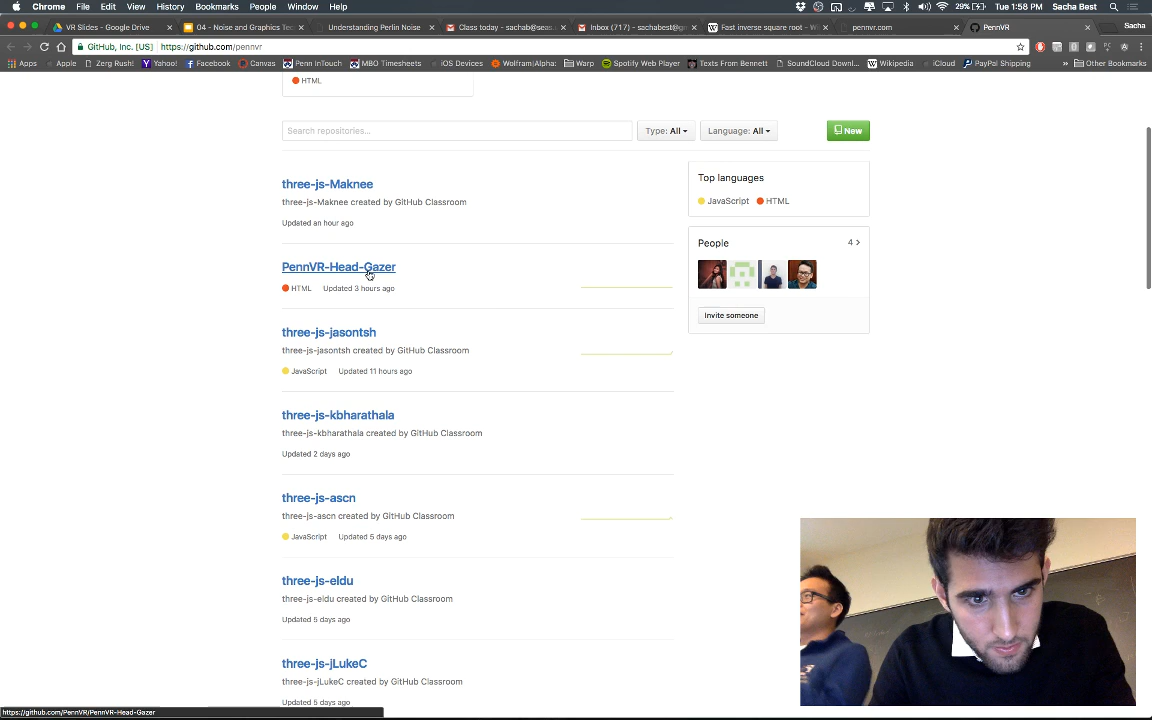 Chrome File Edit View History Bookmarks People Window Help 29% Tue 1:58 PM Sacha Best
VR Slides - Google Drive 04 - Noise and Graphics Tec Understanding Perlin Noise Class today - sachab@seas. Inbox (717) - sachabest@gm Fast inverse square root - Wi pennvr.com PennVR Sacha
GitHub, Inc. [US] https://github.com/pennvr
Apps Apple Zerg Rush! Yahoo! Facebook Canvas Penn InTouch MBO Timesheets iOS Devices Wolfram|Alpha: Warp Spotify Web Player Texts From Bennett SoundCloud Downl... Wikipedia iCloud PayPal Shipping » Other Bookmarks
HTML
Search repositories... Type: All Language: All New
three-js-Maknee
three-js-Maknee created by GitHub Classroom
Updated an hour ago
Top languages
JavaScript HTML
PennVR-Head-Gazer
HTML Updated 3 hours ago
People 4 >
Invite someone
three-js-jasontsh
three-js-jasontsh created by GitHub Classroom
JavaScript Updated 11 hours ago
three-js-kbharathala
three-js-kbharathala created by GitHub Classroom
Updated 2 days ago
three-js-ascn
three-js-ascn created by GitHub Classroom
JavaScript Updated 5 days ago
three-js-eldu
three-js-eldu created by GitHub Classroom
Updated 5 days ago
three-js-jLukeC
three-js-jLukeC created by GitHub Classroom
Updated 5 days ago
https://github.com/PennVR/PennVR-Head-Gazer